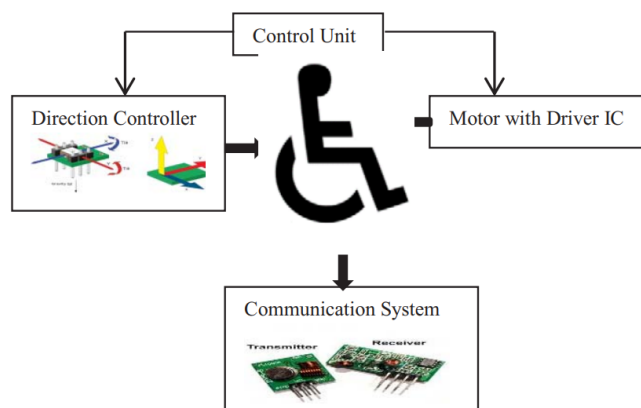 Control Unit
Direction Controller
Motor with Driver IC
Communication System
Transmitter
Receiver